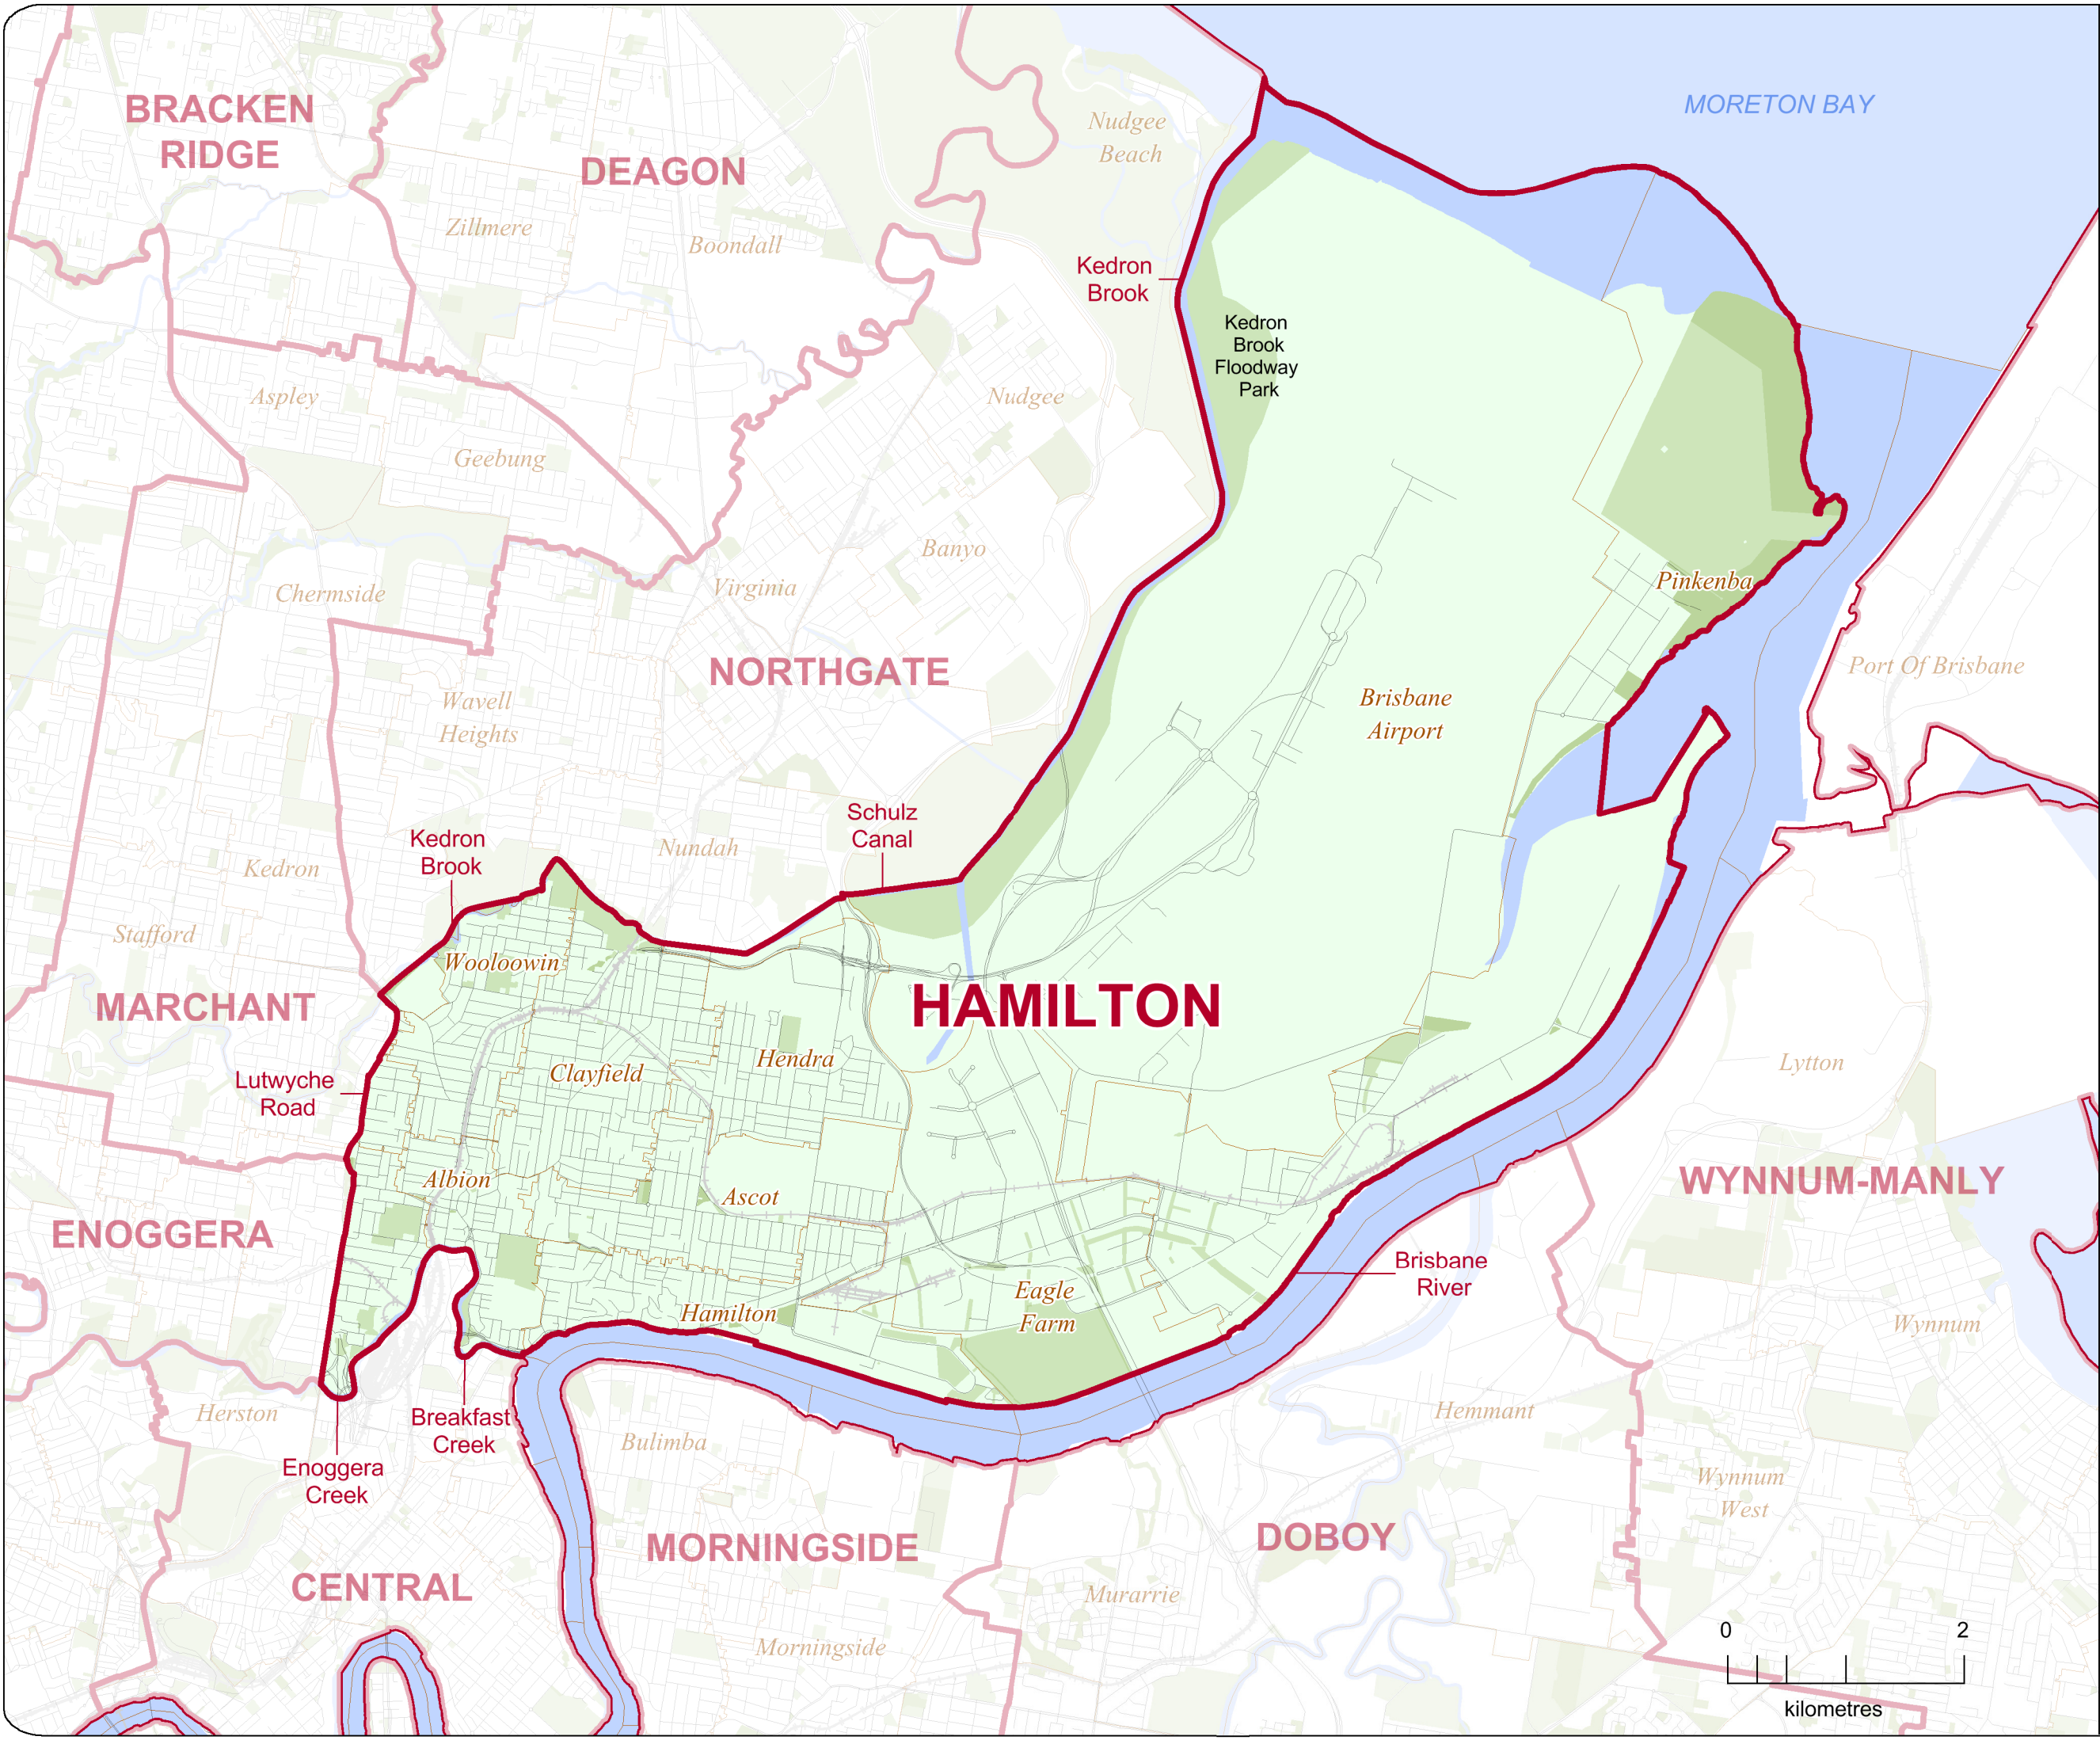 MORETON BAY
BRACKEN
RIDGE
DEAGON
Nudgee
Beach
Zillmere
Boondall
Kedron
Brook
Kedron
Brook
Floodway
Park
Aspley
Nudgee
Geebung
Banyo
Chermside
Virginia
Pinkenba
NORTHGATE
Port Of Brisbane
Wavell
Heights
Brisbane
Airport
Schulz
Canal
Kedron
Brook
Nundah
Kedron
Stafford
Wooloowin
MARCHANT
HAMILTON
Hendra
Clayfield
Lytton
Lutwyche
Road
Albion
Ascot
WYNNUM-MANLY
ENOGGERA
Brisbane
River
Eagle
Farm
Hamilton
Wynnum
Herston
Breakfast
Creek
Bulimba
Hemmant
Enoggera
Creek
Wynnum
West
MORNINGSIDE
DOBOY
CENTRAL
Murarrie
Morningside
0 2
kilometres